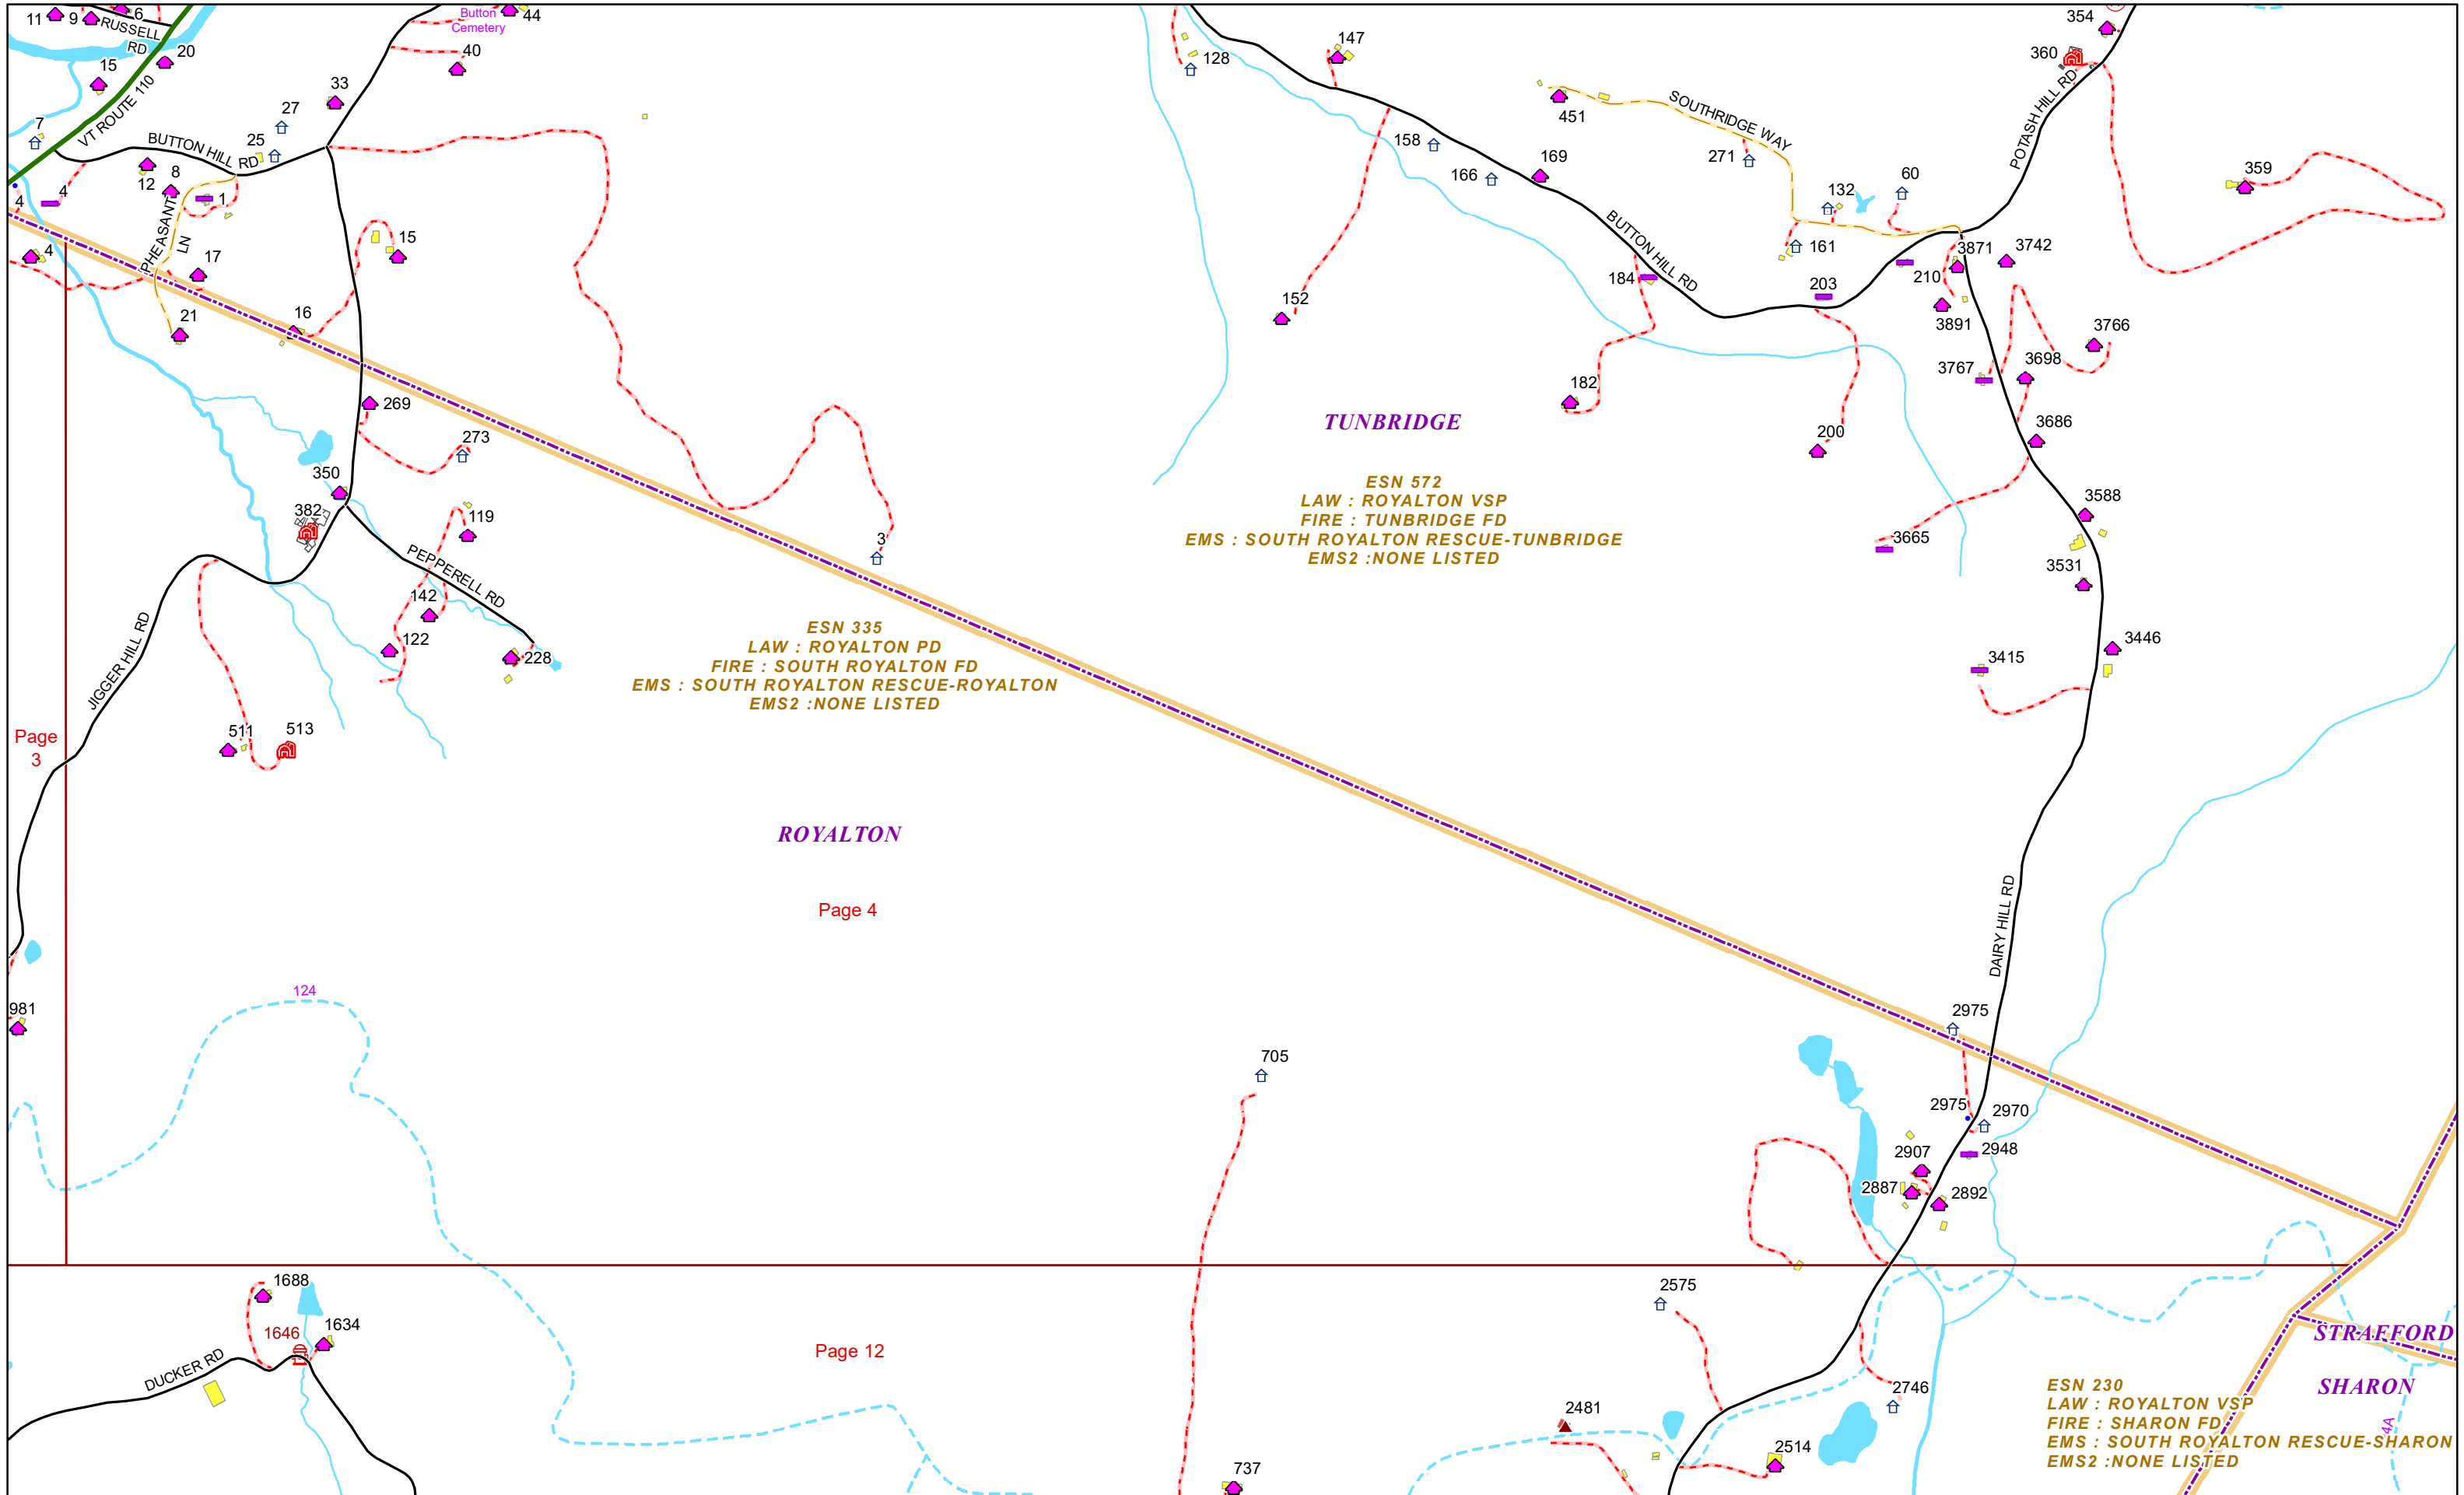 11
9
6
RUSSELL
RD
20
15
7
VT ROUTE 110
Button
Cemetery
44
40
33
27
25
BUTTON HILL RD
12
8
1
4
4
PHEASANT
LN
4
17
15
16
21
269
273
350
382
119
PEPPERELL RD
142
122
228
JIGGER HILL RD
511
513
Page
3
3
128
147
158
166
169
451
SOUTHRIDGE WAY
271
132
60
161
BUTTON HILL RD
184
203
210
152
182
200
354
360
POTASH HILL RD
359
3871
3742
3891
3766
3767
3698
3686
3588
3665
3531
3446
3415
TUNBRIDGE
ESN 572
LAW : ROYALTON VSP
FIRE : TUNBRIDGE FD
EMS : SOUTH ROYALTON RESCUE-TUNBRIDGE
EMS2 :NONE LISTED
ESN 335
LAW : ROYALTON PD
FIRE : SOUTH ROYALTON FD
EMS : SOUTH ROYALTON RESCUE-ROYALTON
EMS2 :NONE LISTED
ROYALTON
Page 4
DAIRY HILL RD
981
124
705
2975
2975
2970
2948
2907
2887
2892
1688
1646
1634
DUCKER RD
Page 12
737
2575
2481
2514
2746
STRAFFORD
SHARON
ESN 230
LAW : ROYALTON VSP
FIRE : SHARON FD
EMS : SOUTH ROYALTON RESCUE-SHARON
EMS2 :NONE LISTED
4A